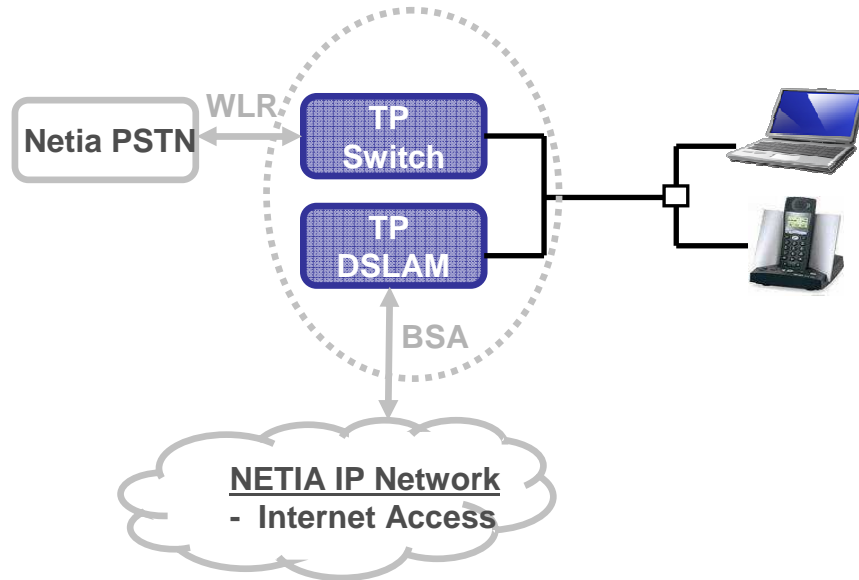 Netia PSTN
WLR
TP
Switch
TP
DSLAM
BSA
NETIA IP Network
- Internet Access